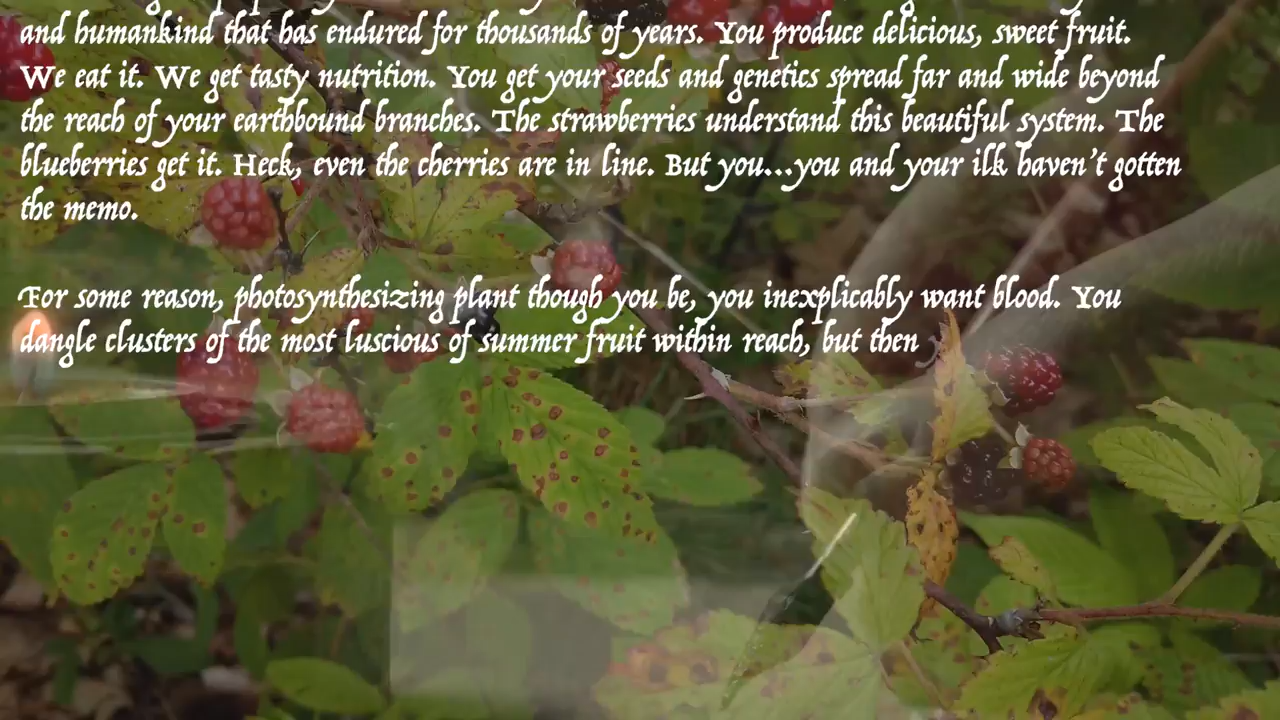 and humankind that has endured for thousands of years. You produce delicious, sweet fruit.
We eat it. We get tasty nutrition. You get your seeds and genetics spread far and wide beyond
the reach of your earthbound branches. The strawberries understand this beautiful system. The
blueberries get it. Heck, even the cherries are in line. But you...you and your ilk haven't gotten
the memo.
For some reason, photosynthesizing plant though you be, you inexplicably want blood. You
dangle clusters of the most luscious of summer fruit within reach, but then